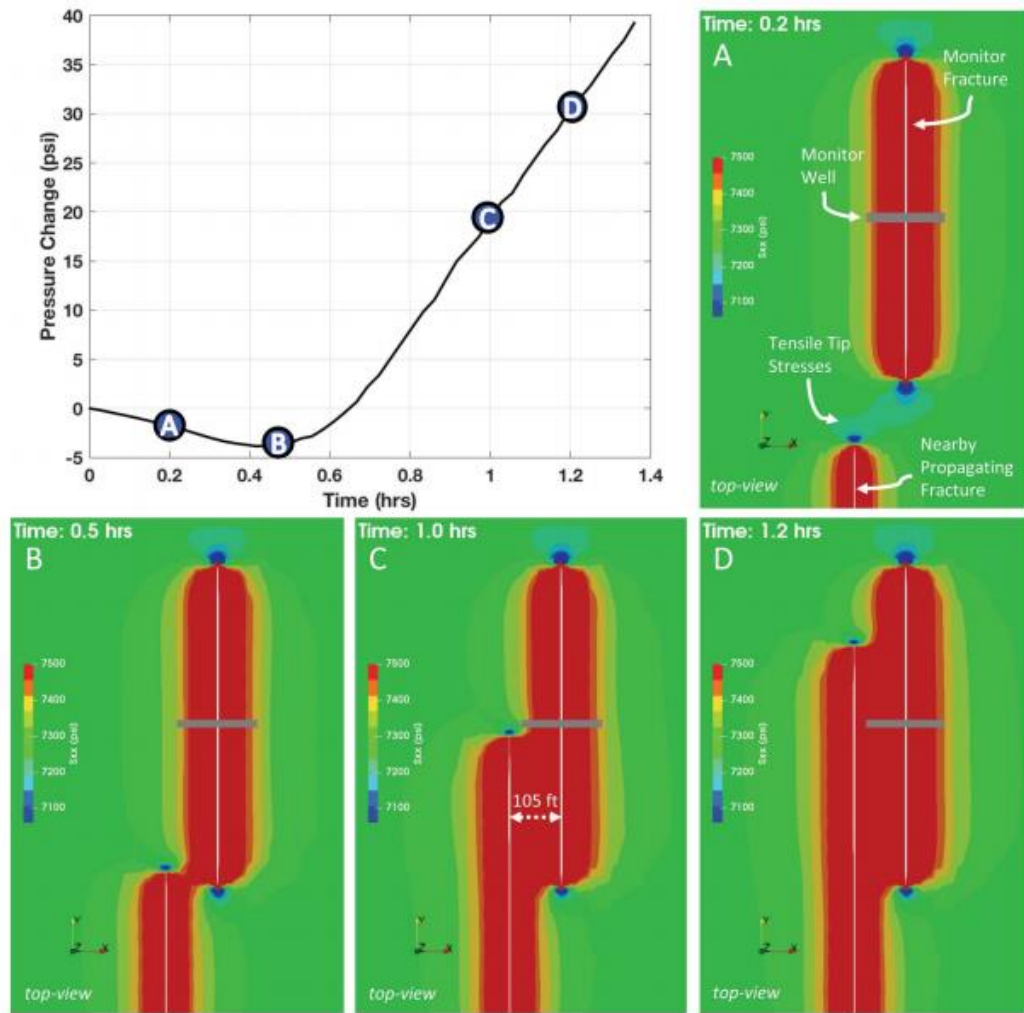 40
35
30
25
20
15
10
5
0
-5
Pressure Change (psi)
0
0.2
0.4
0.6
0.8
1
1.2
1.4
Time (hrs)
A
B
C
D
Time: 0.2 hrs
A
Monitor
Fracture
Monitor
Well
7500
7400
7300
7200
7100
Sxx (psi)
Tensile Tip
Stresses
Y
Z
X
Nearby
Propagating
Fracture
top-view
Time: 0.5 hrs
B
7500
7400
7300
7200
7100
Sxx (psi)
Y
Z
X
top-view
Time: 1.0 hrs
C
7500
7400
7300
7200
7100
Sxx (psi)
105 ft
Y
Z
X
top-view
Time: 1.2 hrs
D
7500
7400
7300
7200
7100
Sxx (psi)
Y
Z
X
top-view